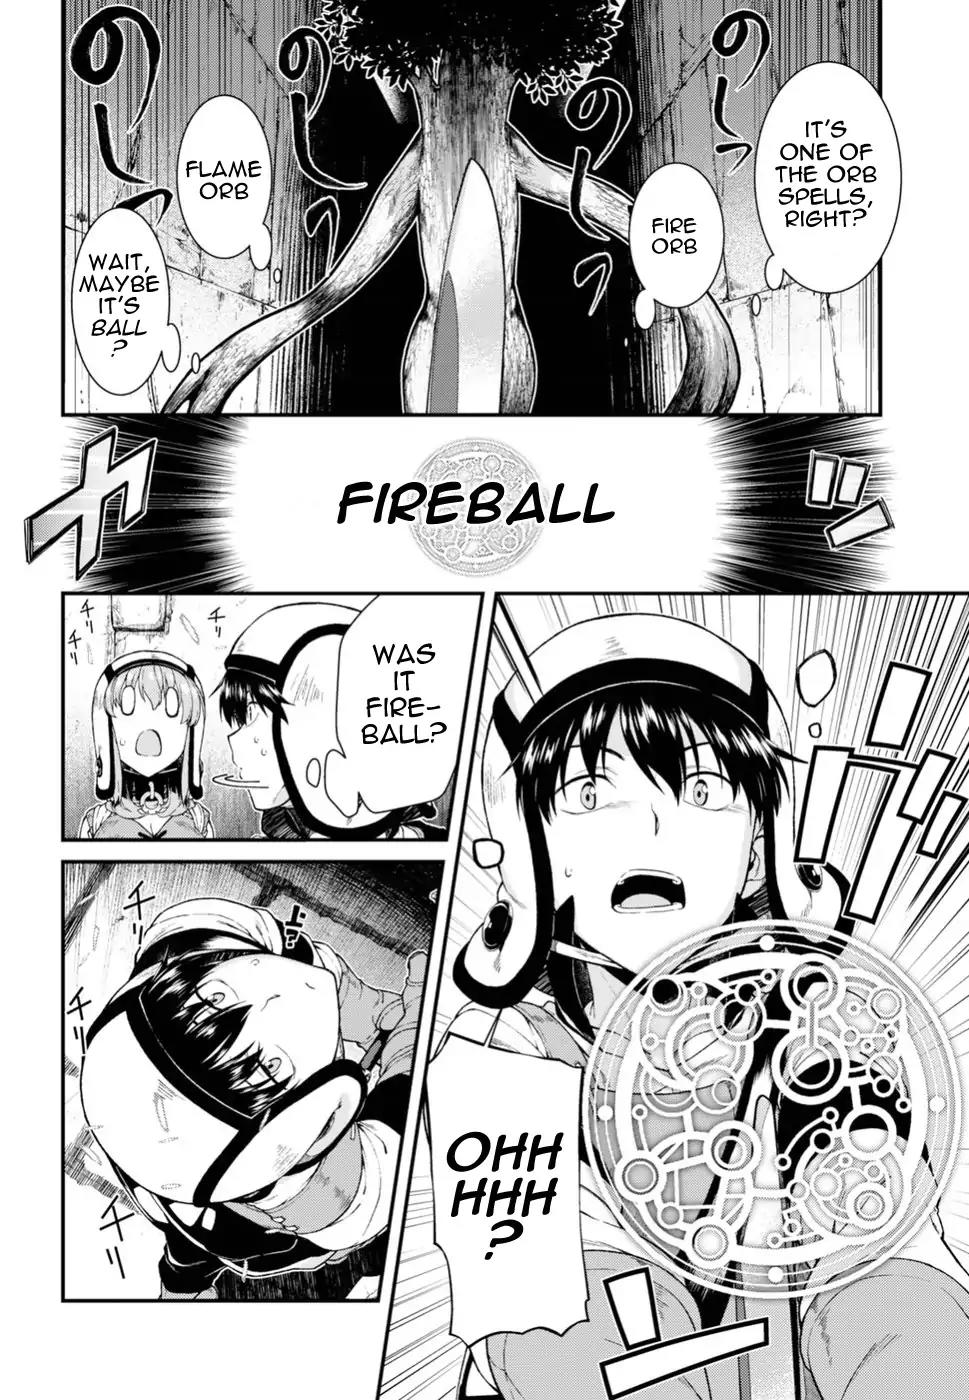 IT'S
ONE OF
THE ORB
SPELLS,
RIGHT?
FIRE
ORB
FLAME
ORB
WAIT,
MAYBE
IT'S
BALL
?
のしっ
のしっ
のしっ
のしっ
FIREBALL
OHH
HHH
?
WAS
IT
FIRE-
BALL?
チリ
チリ
チリ
チリ